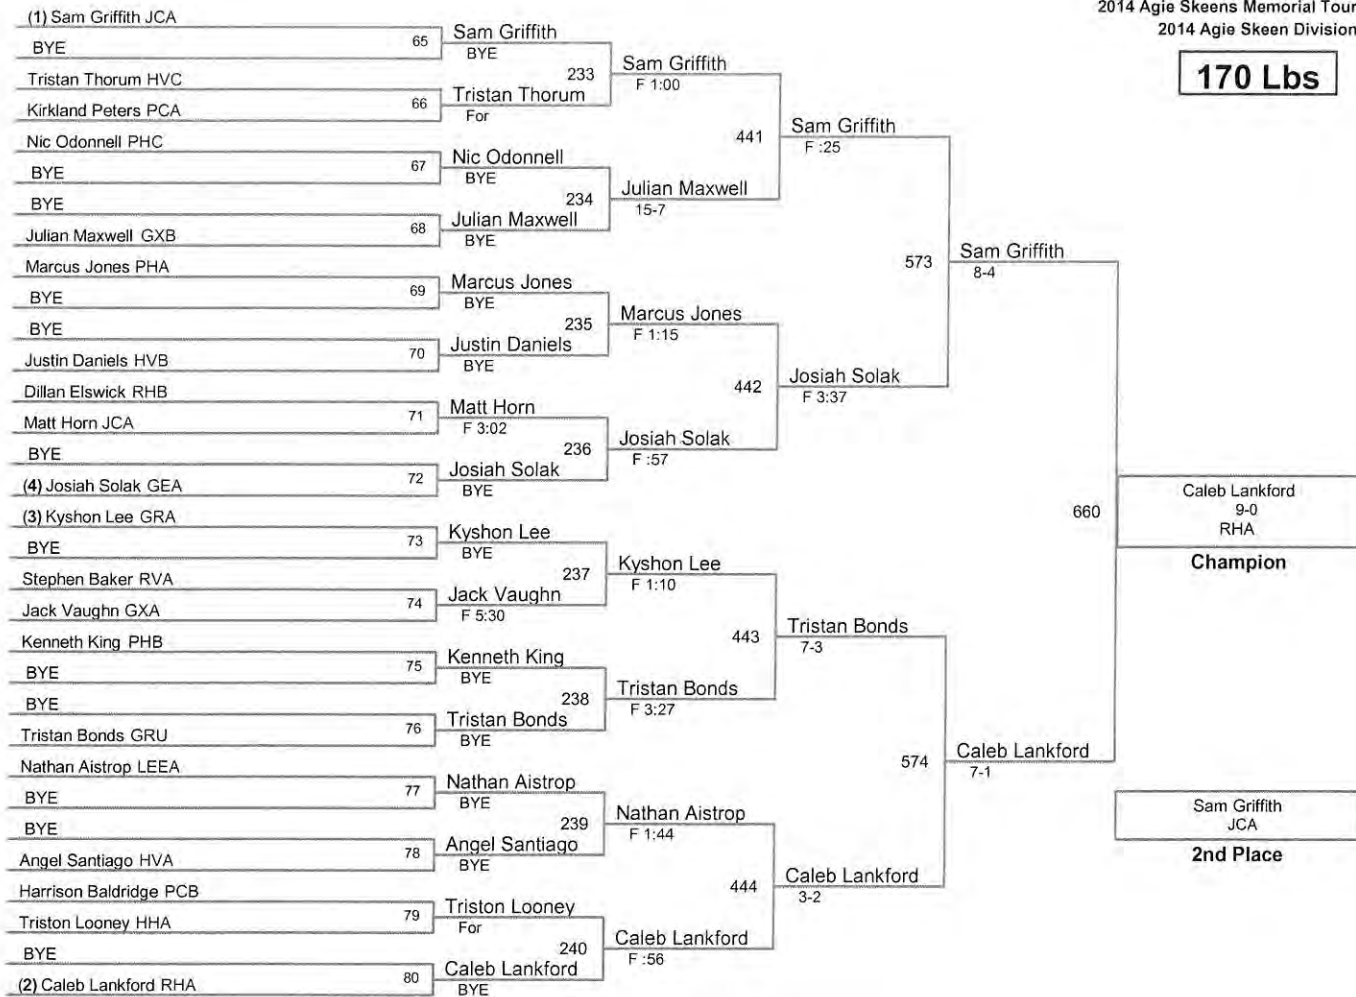 2014 Agie Skeens Memorial Tour
2014 Agie Skeen Division
170 Lbs
(1) Sam Griffith JCA
BYE
Tristan Thorum HVC
Kirkland Peters PCA
Nic Odonnell PHC
BYE
BYE
Julian Maxwell GXB
Marcus Jones PHA
BYE
BYE
Justin Daniels HVB
Dillan Elswick RHB
Matt Horn JCA
BYE
(4) Josiah Solak GEA
(3) Kyshon Lee GRA
BYE
Stephen Baker RVA
Jack Vaughn GXA
Kenneth King PHB
BYE
BYE
Tristan Bonds GRU
Nathan Aistrop LEEA
BYE
BYE
Angel Santiago HVA
Harrison Baldridge PCB
Triston Looney HHA
BYE
(2) Caleb Lankford RHA
65
66
67
68
69
70
71
72
73
74
75
76
77
78
79
80
Sam Griffith
BYE
Tristan Thorum
For
Nic Odonnell
BYE
Julian Maxwell
BYE
Marcus Jones
BYE
Justin Daniels
BYE
Matt Horn
F 3:02
Josiah Solak
BYE
Kyshon Lee
BYE
Jack Vaughn
F 5:30
Kenneth King
BYE
Tristan Bonds
BYE
Nathan Aistrop
BYE
Angel Santiago
BYE
Triston Looney
For
Caleb Lankford
BYE
233
234
235
236
237
238
239
240
Sam Griffith
F 1:00
Julian Maxwell
15-7
Marcus Jones
F 1:15
Josiah Solak
F :57
Kyshon Lee
F 1:10
Tristan Bonds
F 3:27
Nathan Aistrop
F 1:44
Caleb Lankford
F :56
441
442
443
444
Sam Griffith
F :25
Josiah Solak
F 3:37
Tristan Bonds
7-3
Caleb Lankford
3-2
573
574
Sam Griffith
8-4
Caleb Lankford
7-1
660
Caleb Lankford
9-0
RHA
Champion
Sam Griffith
JCA
2nd Place